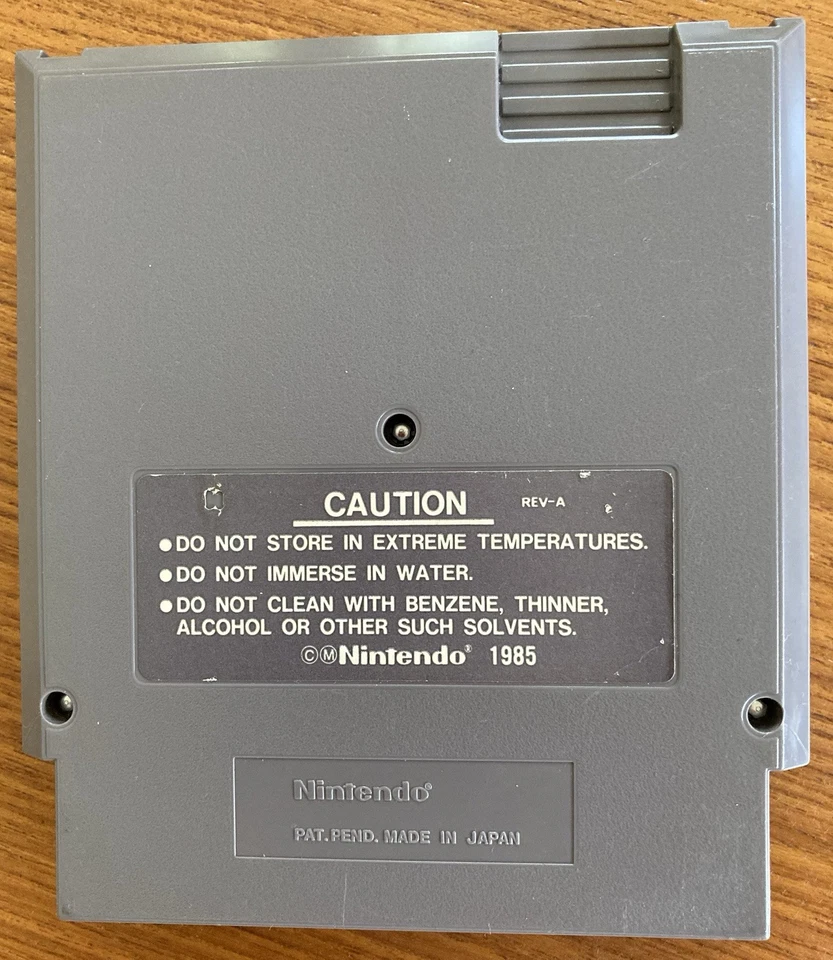 CAUTION REV-A
●DO NOT STORE IN EXTREME TEMPERATURES.
●DO NOT IMMERSE IN WATER.
●DO NOT CLEAN WITH BENZENE, THINNER,
ALCOHOL OR OTHER SUCH SOLVENTS.
©ⓂNintendo® 1985
Nintendo®
PAT. PEND. MADE IN JAPAN